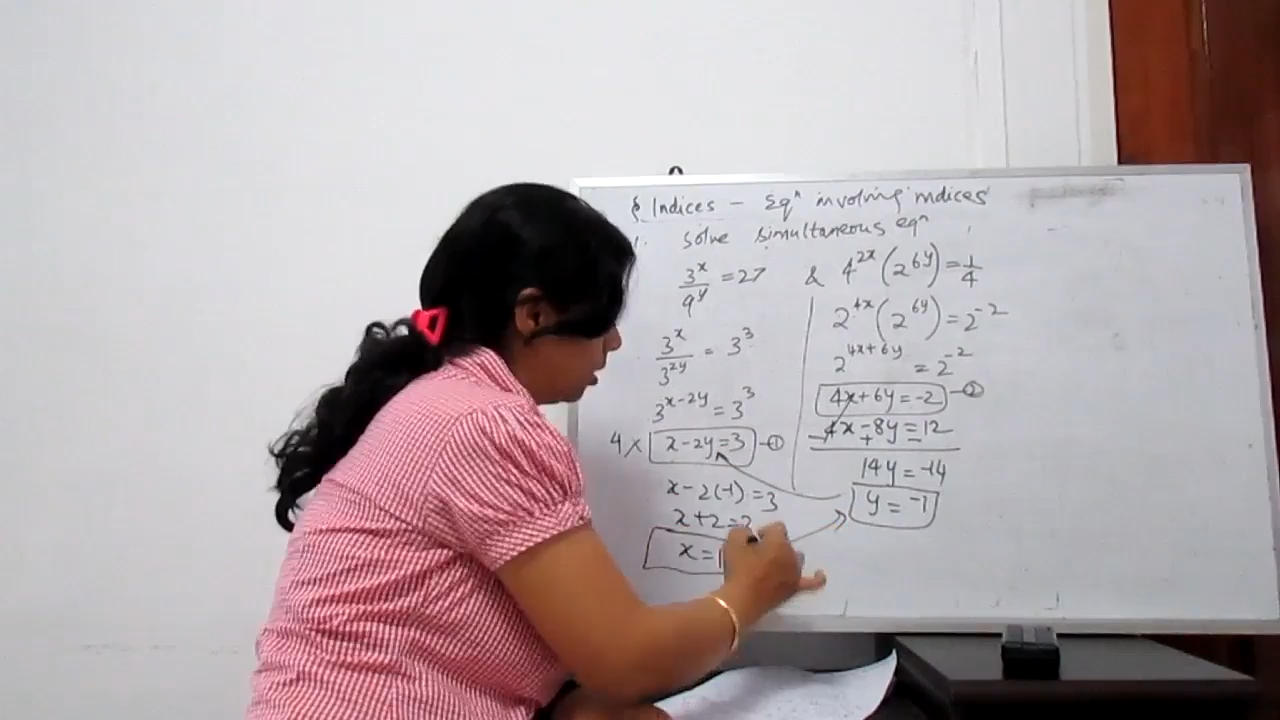 § Indices - Eqⁿ involving indices
1. solve simultaneous eqⁿ
3^x / 9^y = 27 & 4^2x (2^6y) = 1/4
3^x / 3^2y = 3^3
3^x-2y = 3^3
4 × x-2y=3 -①
x-2(-1)=3
x+2=3
x=1
2^4x (2^6y) = 2^-2
2^4x+6y = 2^-2
4x+6y=-2 -②
4x-8y=12
- + -
14y=-14
y=-1